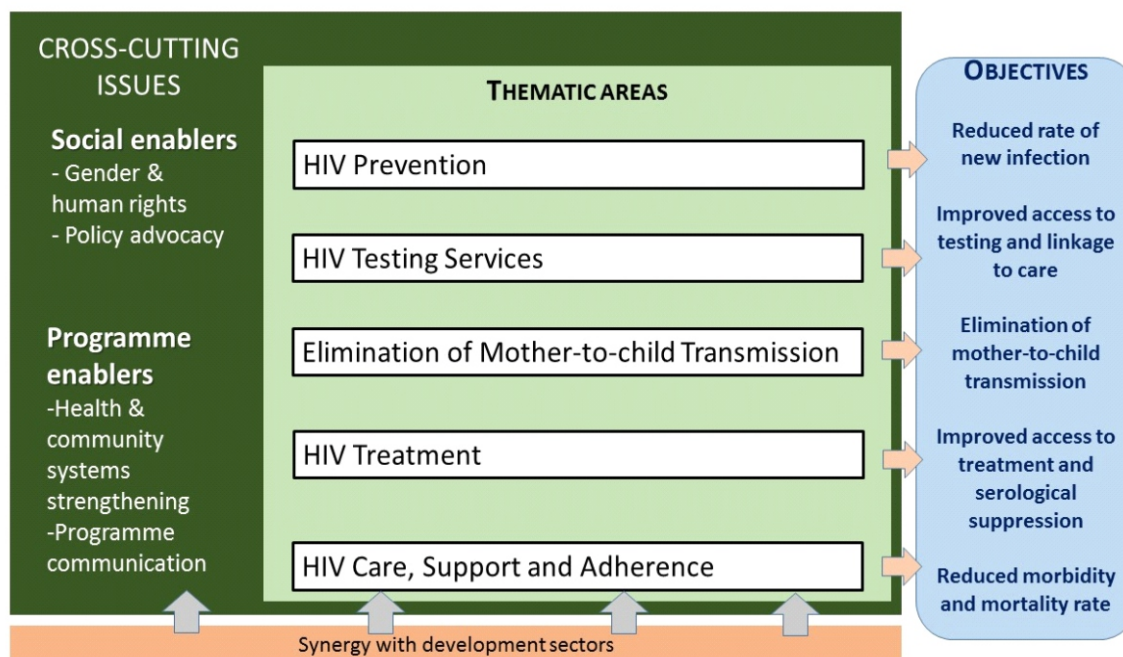 CROSS-CUTTING
ISSUES
Social enablers
- Gender &
human rights
- Policy advocacy
Programme
enablers
-Health &
community
systems
strengthening
-Programme
communication
THEMATIC AREAS
HIV Prevention
HIV Testing Services
Elimination of Mother-to-child Transmission
HIV Treatment
HIV Care, Support and Adherence
OBJECTIVES
Reduced rate of
new infection
Improved access to
testing and linkage
to care
Elimination of
mother-to-child
transmission
Improved access to
treatment and
serological
suppression
Reduced morbidity
and mortality rate
Synergy with development sectors